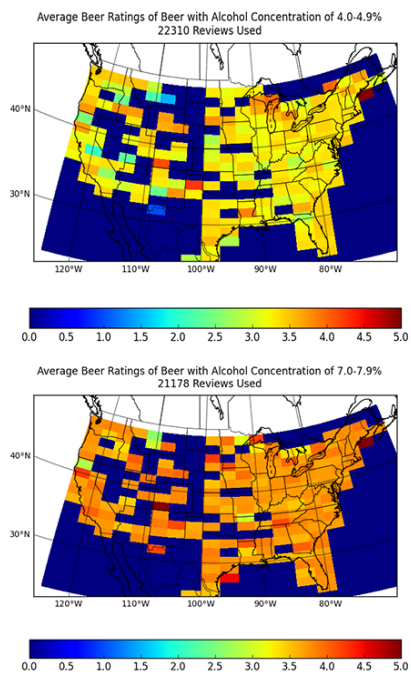 Average Beer Ratings of Beer with Alcohol Concentration of 4.0-4.9%
22310 Reviews Used
40°N
30°N
120°W 110°W 100°W 90°W 80°W
0.0 0.5 1.0 1.5 2.0 2.5 3.0 3.5 4.0 4.5 5.0
Average Beer Ratings of Beer with Alcohol Concentration of 7.0-7.9%
21178 Reviews Used
40°N
30°N
120°W 110°W 100°W 90°W 80°W
0.0 0.5 1.0 1.5 2.0 2.5 3.0 3.5 4.0 4.5 5.0